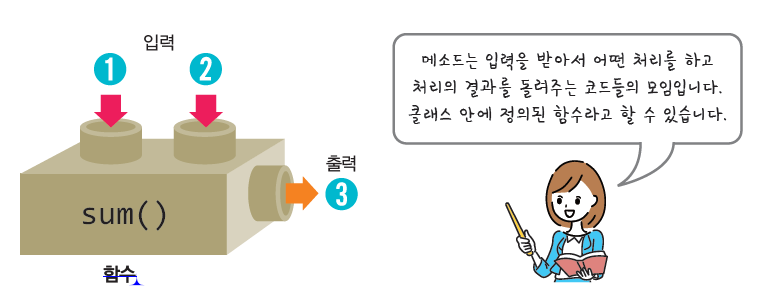 입력
1
2
출력
3
sum()
함수
메소드는 입력을 받아서 어떤 처리를 하고
처리의 결과를 돌려주는 코드들의 모임입니다.
클래스 안에 정의된 함수라고 할 수 있습니다.